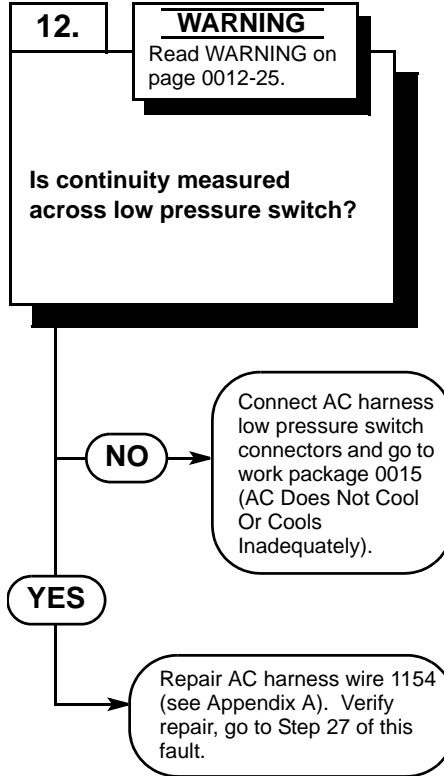 12.
WARNING
Read WARNING on
page 0012-25.
Is continuity measured
across low pressure switch?
NO
Connect AC harness
low pressure switch
connectors and go to
work package 0015
(AC Does Not Cool
Or Cools
Inadequately).
YES
Repair AC harness wire 1154
(see Appendix A).  Verify
repair, go to Step 27 of this
fault.